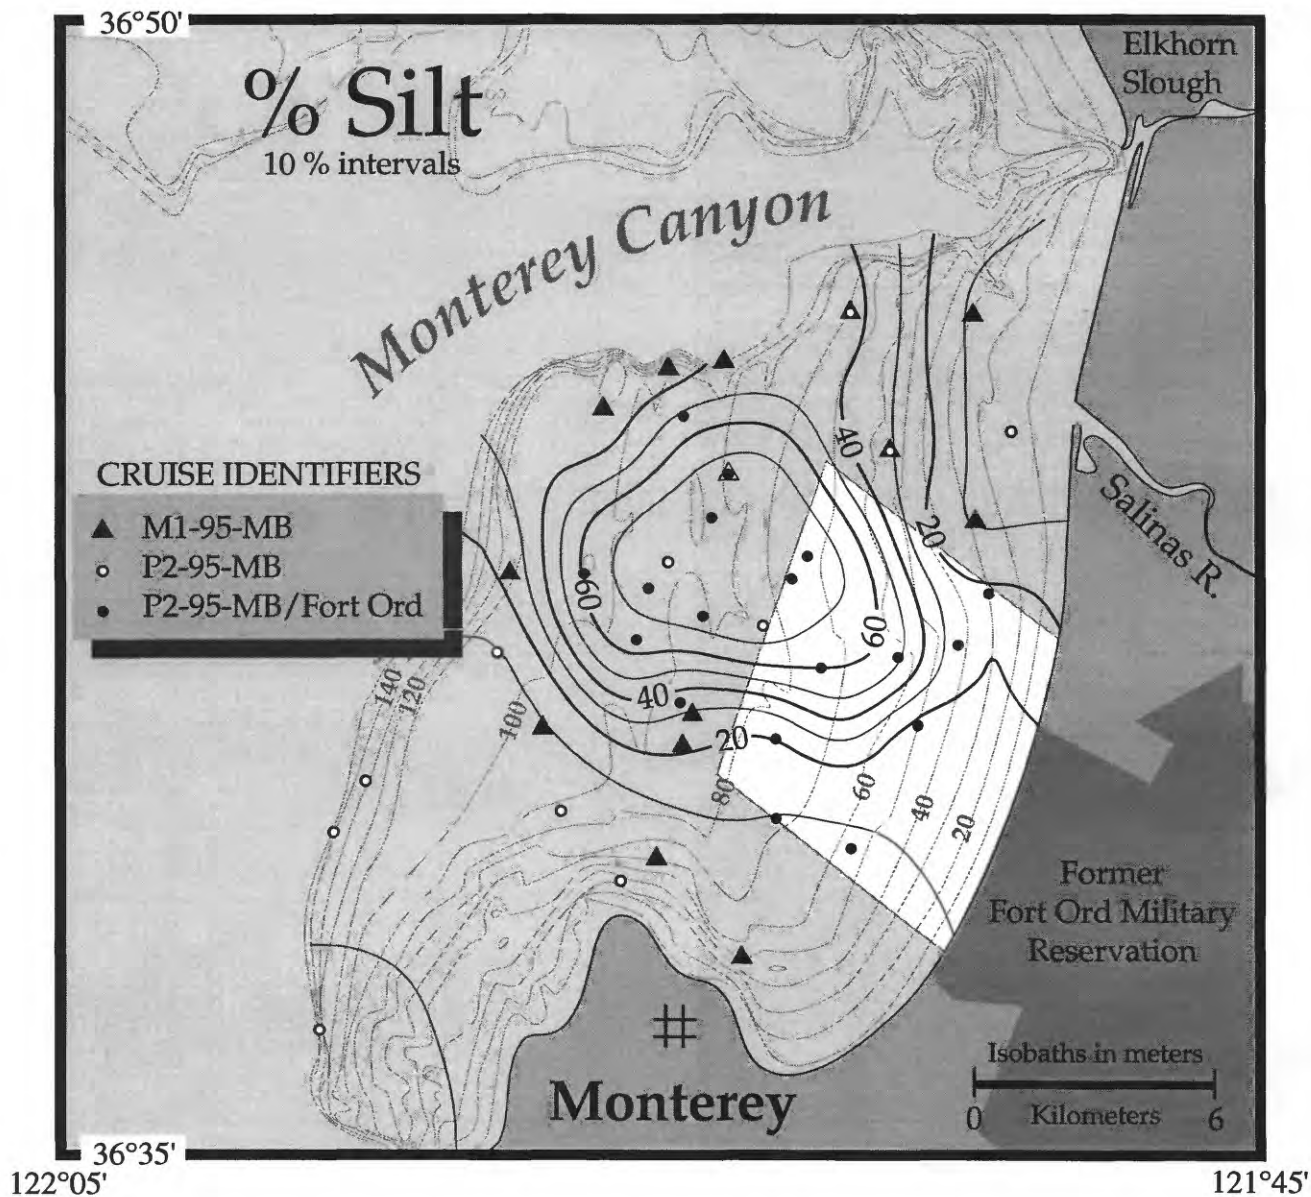 36°50'
Elkhorn
Slough
% Silt
10 % intervals
Monterey Canyon
CRUISE IDENTIFIERS
M1-95-MB
P2-95-MB
P2-95-MB/Fort Ord
40
20
Salinas R.
60
60
40
20
140
120
100
80
60
40
20
Former
Fort Ord Military
Reservation
Isobaths in meters
0 Kilometers 6
Monterey
36°35'
122°05'
121°45'